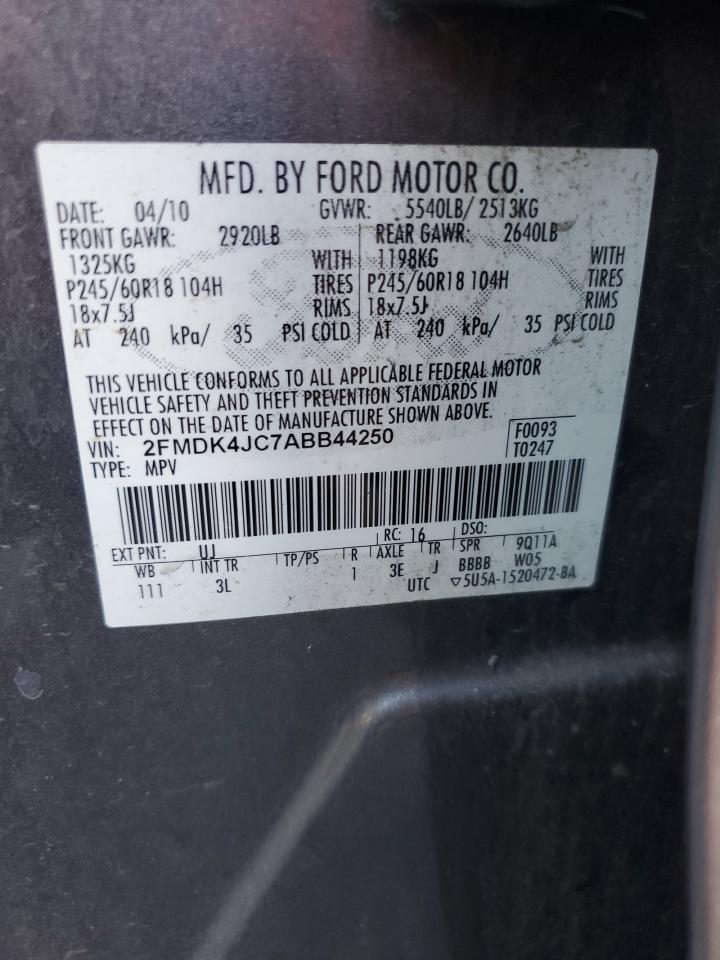 MFD. BY FORD MOTOR CO.
DATE: 04/10 GVWR: 5540LB/ 2513KG
FRONT GAWR: 2920LB REAR GAWR: 2640LB
1325KG WITH 1198KG WITH
P245/60R18 104H TIRES P245/60R18 104H TIRES
18x7.5J RIMS 18x7.5J RIMS
AT 240 kPa/ 35 PSI COLD AT 240 kPa/ 35 PSI COLD
THIS VEHICLE CONFORMS TO ALL APPLICABLE FEDERAL MOTOR
VEHICLE SAFETY AND THEFT PREVENTION STANDARDS IN
EFFECT ON THE DATE OF MANUFACTURE SHOWN ABOVE.
VIN: 2FMDK4JC7ABB44250 F0093
TYPE: MPV T0247
EXT PNT: UJ RC: 16 DSO:
WB INT TR TP/PS R AXLE TR SPR 9Q11A
111 3L 1 3E J BBBB W05
UTC ▽5U5A-1520472-BA